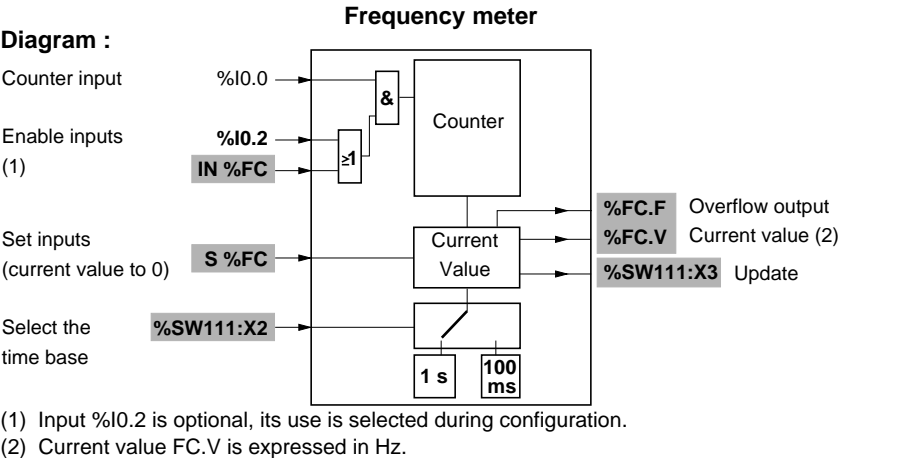 Frequency meter
Diagram :
Counter input %I0.0
&
Counter
Enable inputs %I0.2
(1) IN %FC
≥1
%FC.F Overflow output
%FC.V Current value (2)
%SW111:X3 Update
Current
Value
Set inputs
(current value to 0) S %FC
Select the %SW111:X2
time base
1 s
100
ms
(1) Input %I0.2 is optional, its use is selected during configuration.
(2) Current value FC.V is expressed in Hz.